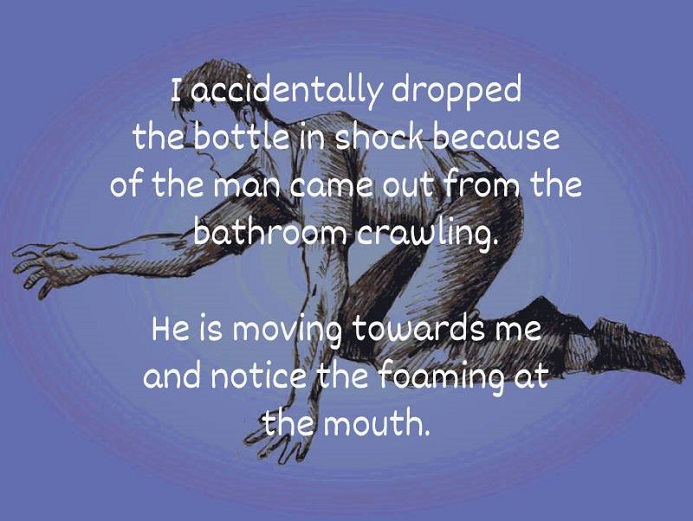 I accidentally dropped
the bottle in shock because
of the man came out from the
bathroom crawling.
He is moving towards me
and notice the foaming at
the mouth.